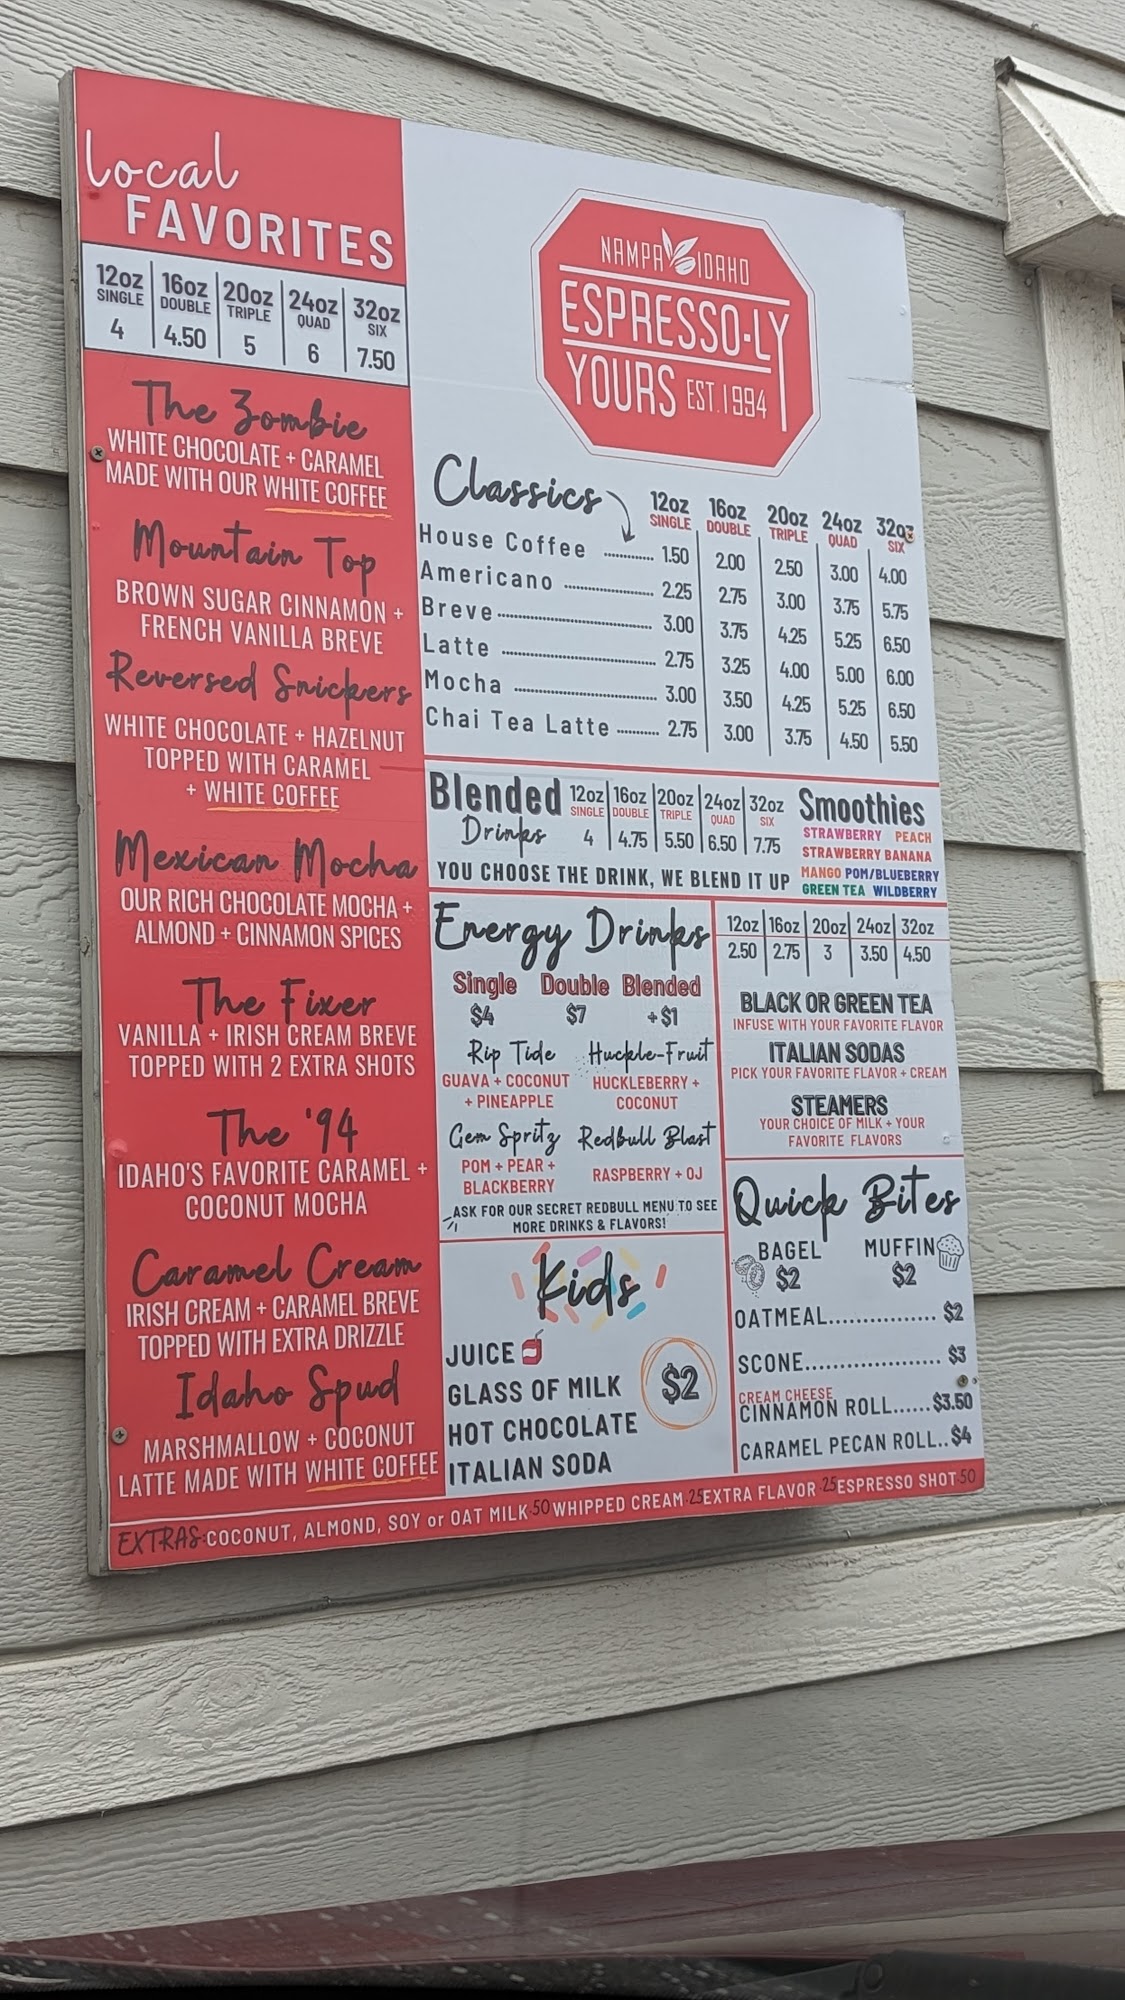 local
FAVORITES
12oz 16oz 20oz 24oz 32oz
SINGLE DOUBLE TRIPLE QUAD SIX
4 4.50 5 6 7.50
The Zombie
WHITE CHOCOLATE + CARAMEL
MADE WITH OUR WHITE COFFEE
Mountain Top
BROWN SUGAR CINNAMON +
FRENCH VANILLA BREVE
Reversed Snickers
WHITE CHOCOLATE + HAZELNUT
TOPPED WITH CARAMEL
+ WHITE COFFEE
Mexican Mocha
OUR RICH CHOCOLATE MOCHA +
ALMOND + CINNAMON SPICES
The Fixer
VANILLA + IRISH CREAM BREVE
TOPPED WITH 2 EXTRA SHOTS
The '94
IDAHO'S FAVORITE CARAMEL +
COCONUT MOCHA
Caramel Cream
IRISH CREAM + CARAMEL BREVE
TOPPED WITH EXTRA DRIZZLE
Idaho Spud
MARSHMALLOW + COCONUT
LATTE MADE WITH WHITE COFFEE
NAMPA IDAHO
ESPRESSO-LY
YOURS EST. 1994
Classics 12oz 16oz 20oz 24oz 32oz
SINGLE DOUBLE TRIPLE QUAD SIX
House Coffee ............ 1.50 2.00 2.50 3.00 4.00
Americano ............ 2.25 2.75 3.00 3.75 5.75
Breve ............ 3.00 3.75 4.25 5.25 6.50
Latte ............ 2.75 3.25 4.00 5.00 6.00
Mocha ............ 3.00 3.50 4.25 5.25 6.50
Chai Tea Latte ............ 2.75 3.00 3.75 4.50 5.50
Blended Drinks
12oz 16oz 20oz 24oz 32oz
SINGLE DOUBLE TRIPLE QUAD SIX
4 4.75 5.50 6.50 7.75
YOU CHOOSE THE DRINK, WE BLEND IT UP
Smoothies
STRAWBERRY PEACH
STRAWBERRY BANANA
MANGO POM/BLUEBERRY
GREEN TEA WILDBERRY
Energy Drinks
Single Double Blended
$4 $7 +$1
Rip Tide
GUAVA + COCONUT
+ PINEAPPLE
Huckle-Fruit
HUCKLEBERRY +
COCONUT
Gem Spritz
POM + PEAR +
BLACKBERRY
Redbull Blast
RASPBERRY + OJ
ASK FOR OUR SECRET REDBULL MENU TO SEE
MORE DRINKS & FLAVORS!
12oz 16oz 20oz 24oz 32oz
2.50 2.75 3 3.50 4.50
BLACK OR GREEN TEA
INFUSE WITH YOUR FAVORITE FLAVOR
ITALIAN SODAS
PICK YOUR FAVORITE FLAVOR + CREAM
STEAMERS
YOUR CHOICE OF MILK + YOUR
FAVORITE FLAVORS
Kids
JUICE
GLASS OF MILK
HOT CHOCOLATE
ITALIAN SODA
$2
Quick Bites
BAGEL MUFFIN
$2 $2
OATMEAL................ $2
SCONE.................... $3
CREAM CHEESE
CINNAMON ROLL......$3.50
CARAMEL PECAN ROLL..$4
EXTRAS: COCONUT, ALMOND, SOY or OAT MILK .50 WHIPPED CREAM .25 EXTRA FLAVOR .25 ESPRESSO SHOT .50